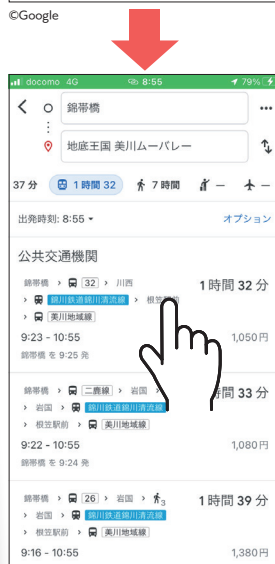 ©Google
docomo 4G 8:55 79%
錦帯橋
地底王国 美川ムーバレー
37 分 1 時間 32 7 時間 – –
出発時刻: 8:55 オプション
公共交通機関
錦帯橋 › 32 › 川西 1 時間 32 分
› 錦川鉄道錦川清流線 › 根笠
› 美川地域線
9:23 - 10:55 1,050円
錦帯橋 を 9:25 発
錦帯橋 › 二鹿線 › 岩国 時間 33 分
› 岩国 › 錦川鉄道錦川清流線
› 根笠駅前 › 美川地域線
9:22 - 10:55 1,080円
錦帯橋 を 9:24 発
錦帯橋 › 26 › 岩国 › 3 1 時間 39 分
› 岩国 › 錦川鉄道錦川清流線
› 根笠駅前 › 美川地域線
9:16 - 10:55 1,380円